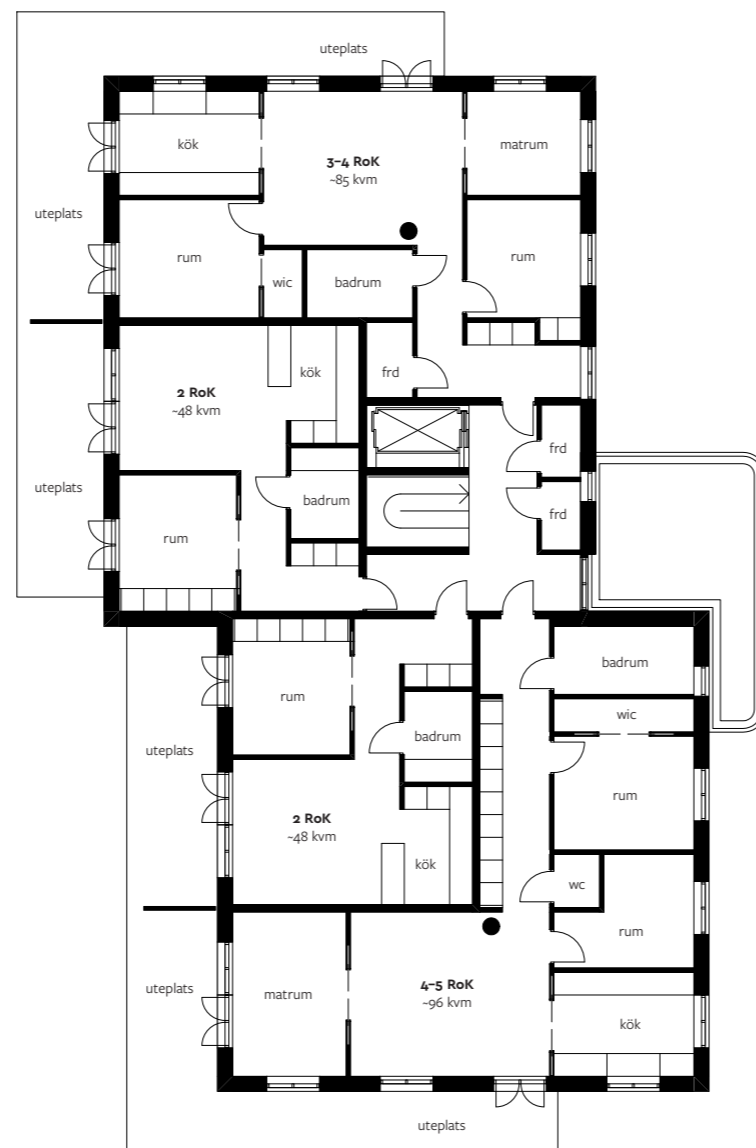 uteplats
kök
matrum
3–4 RoK
~85 kvm
uteplats
rum
rum
wic
badrum
kök
frd
2 RoK
~48 kvm
frd
uteplats
badrum
frd
rum
badrum
rum
wic
badrum
uteplats
rum
2 RoK
~48 kvm
kök
wc
rum
4–5 RoK
~96 kvm
uteplats
matrum
kök
uteplats